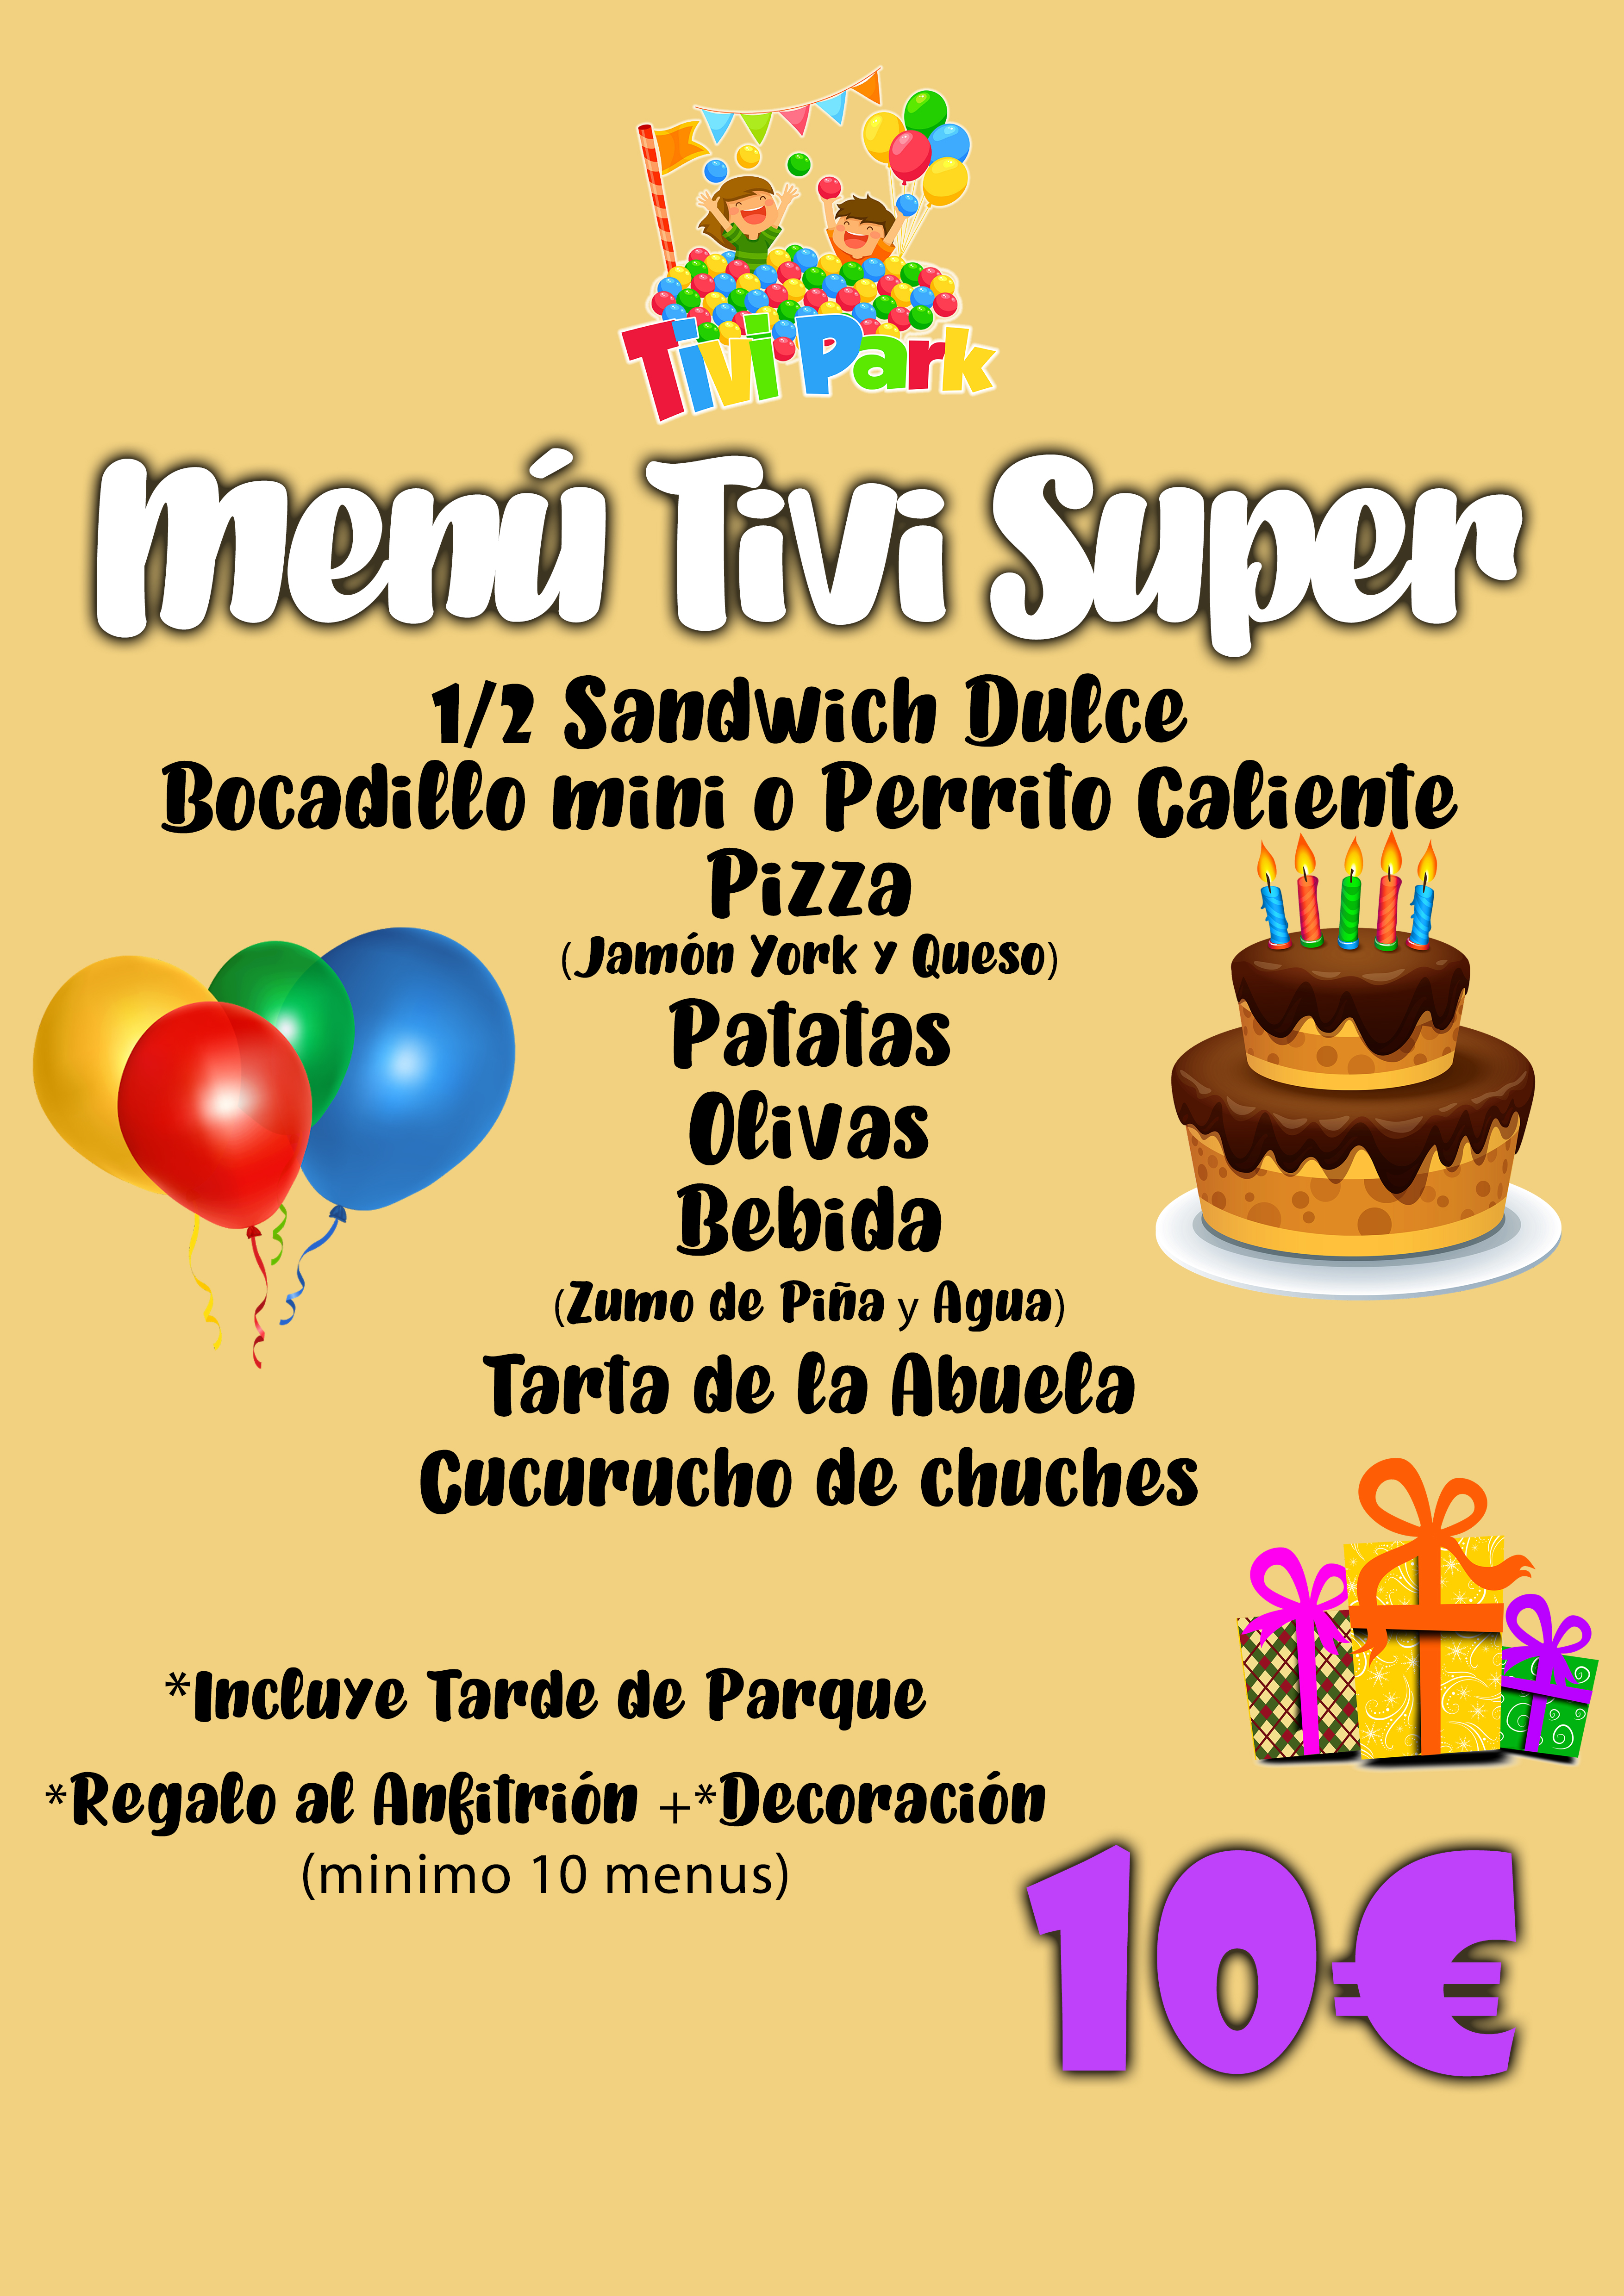 Tivi Park
Menú Tivi Super
1/2 Sandwich Dulce
Bocadillo mini o Perrito Caliente
Pizza
(Jamón York y Queso)
Patatas
Olivas
Bebida
(Zumo de Piña y Agua)
Tarta de la Abuela
Cucurucho de chuches
*Incluye Tarde de Parque
*Regalo al Anfitrión +*Decoración
(minimo 10 menus)
10€